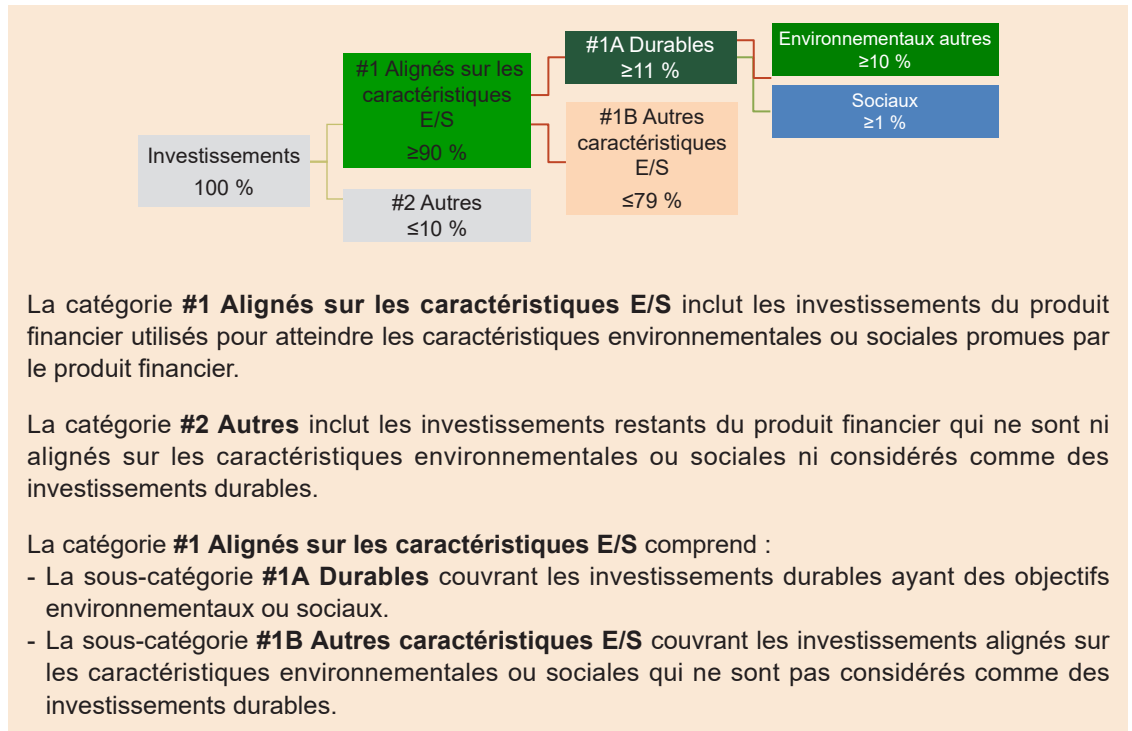 Investissements
100 %
#1 Alignés sur les
caractéristiques
E/S
≥90 %
#2 Autres
≤10 %
#1A Durables
≥11 %
#1B Autres
caractéristiques
E/S
≤79 %
Environnementaux autres
≥10 %
Sociaux
≥1 %
La catégorie #1 Alignés sur les caractéristiques E/S inclut les investissements du produit
financier utilisés pour atteindre les caractéristiques environnementales ou sociales promues par
le produit financier.
La catégorie #2 Autres inclut les investissements restants du produit financier qui ne sont ni
alignés sur les caractéristiques environnementales ou sociales ni considérés comme des
investissements durables.
La catégorie #1 Alignés sur les caractéristiques E/S comprend :
- La sous-catégorie #1A Durables couvrant les investissements durables ayant des objectifs
environnementaux ou sociaux.
- La sous-catégorie #1B Autres caractéristiques E/S couvrant les investissements alignés sur
les caractéristiques environnementales ou sociales qui ne sont pas considérés comme des
investissements durables.